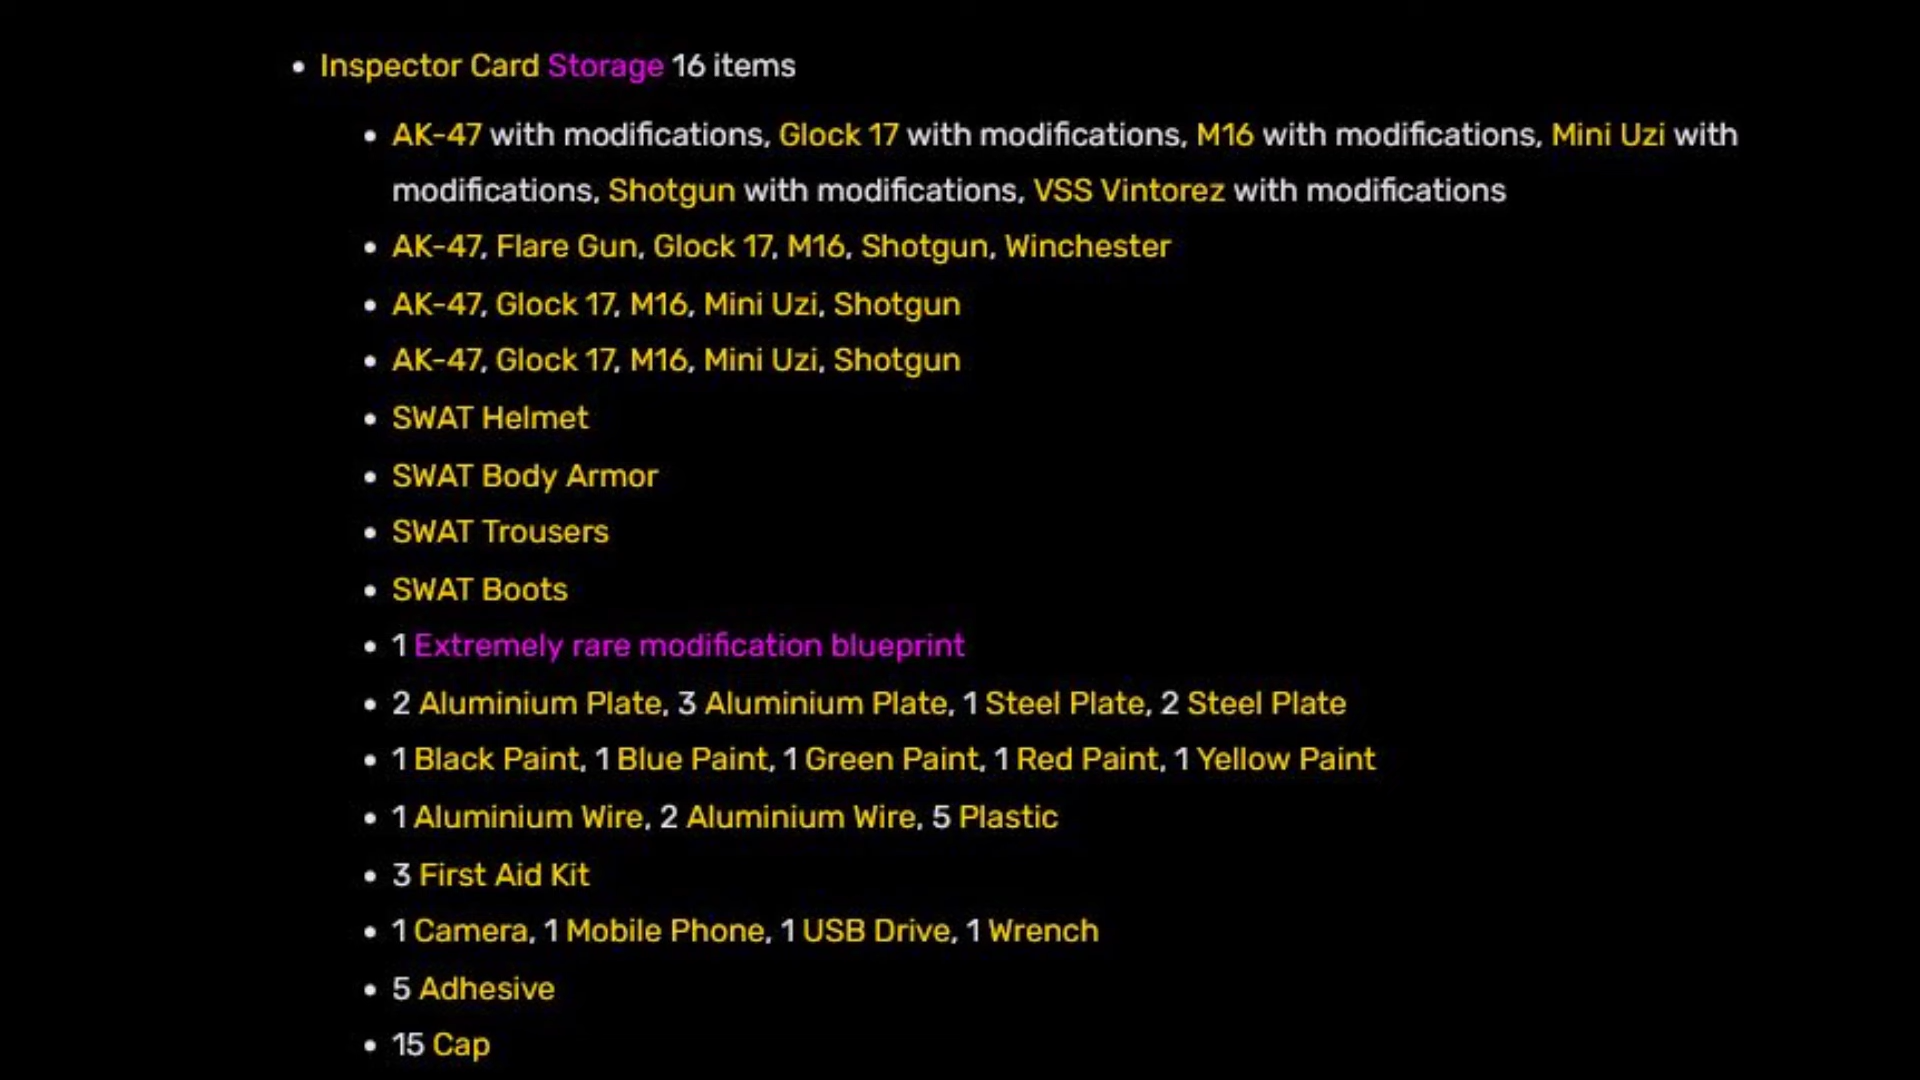 • Inspector Card Storage 16 items
• AK-47 with modifications, Glock 17 with modifications, M16 with modifications, Mini Uzi with
modifications, Shotgun with modifications, VSS Vintorez with modifications
• AK-47, Flare Gun, Glock 17, M16, Shotgun, Winchester
• AK-47, Glock 17, M16, Mini Uzi, Shotgun
• AK-47, Glock 17, M16, Mini Uzi, Shotgun
• SWAT Helmet
• SWAT Body Armor
• SWAT Trousers
• SWAT Boots
• 1 Extremely rare modification blueprint
• 2 Aluminium Plate, 3 Aluminium Plate, 1 Steel Plate, 2 Steel Plate
• 1 Black Paint, 1 Blue Paint, 1 Green Paint, 1 Red Paint, 1 Yellow Paint
• 1 Aluminium Wire, 2 Aluminium Wire, 5 Plastic
• 3 First Aid Kit
• 1 Camera, 1 Mobile Phone, 1 USB Drive, 1 Wrench
• 5 Adhesive
• 15 Cap